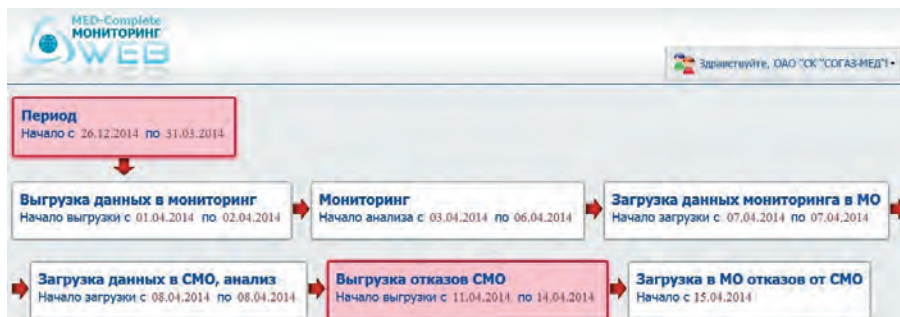 MED-Complete
МОНИТОРИНГ
WEB
Здравствуйте, ОАО "СК "СОГАЗ-МЕД"!
Период
Начало с 26.12.2014 по 31.03.2014
Выгрузка данных в мониторинг
Начало выгрузки с 01.04.2014 по 02.04.2014
Мониторинг
Начало анализа с 03.04.2014 по 06.04.2014
Загрузка данных мониторинга в МО
Начало загрузки с 07.04.2014 по 07.04.2014
Загрузка данных в СМО, анализ
Начало загрузки с 08.04.2014 по 08.04.2014
Выгрузка отказов СМО
Начало выгрузки с 11.04.2014 по 14.04.2014
Загрузка в МО отказов от СМО
Начало с 15.04.2014